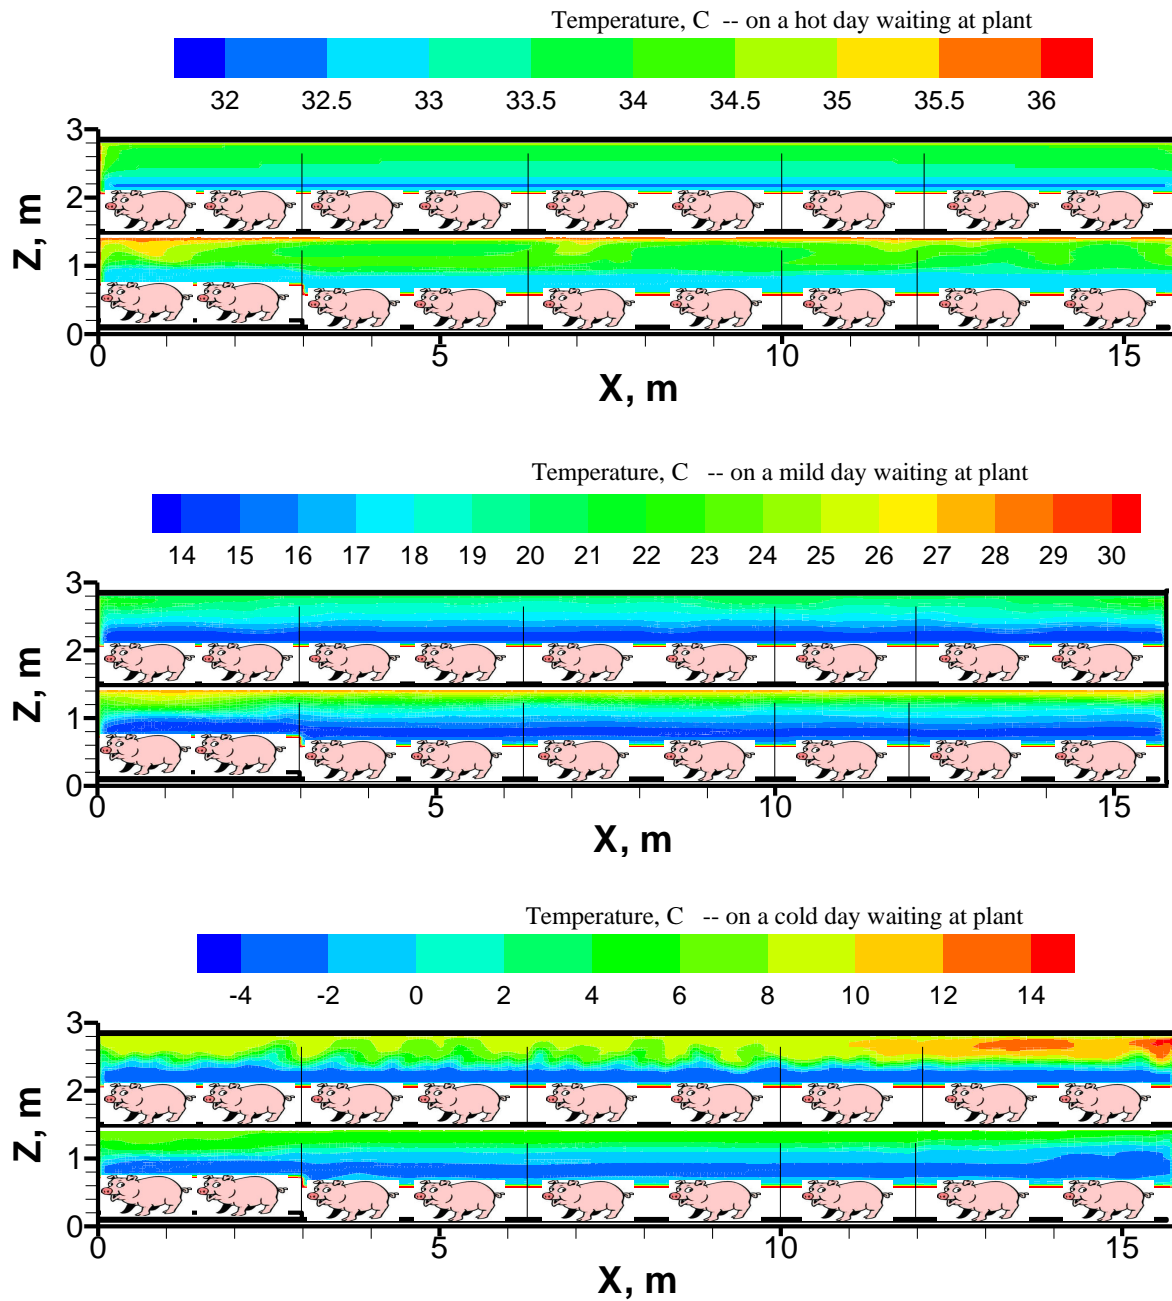 Temperature, C -- on a hot day waiting at plant
32 32.5 33 33.5 34 34.5 35 35.5 36
3
2
1
0
Z, m
0 5 10 15
X, m
Temperature, C -- on a mild day waiting at plant
14 15 16 17 18 19 20 21 22 23 24 25 26 27 28 29 30
3
2
1
0
Z, m
0 5 10 15
X, m
Temperature, C -- on a cold day waiting at plant
-4 -2 0 2 4 6 8 10 12 14
3
2
1
0
Z, m
0 5 10 15
X, m